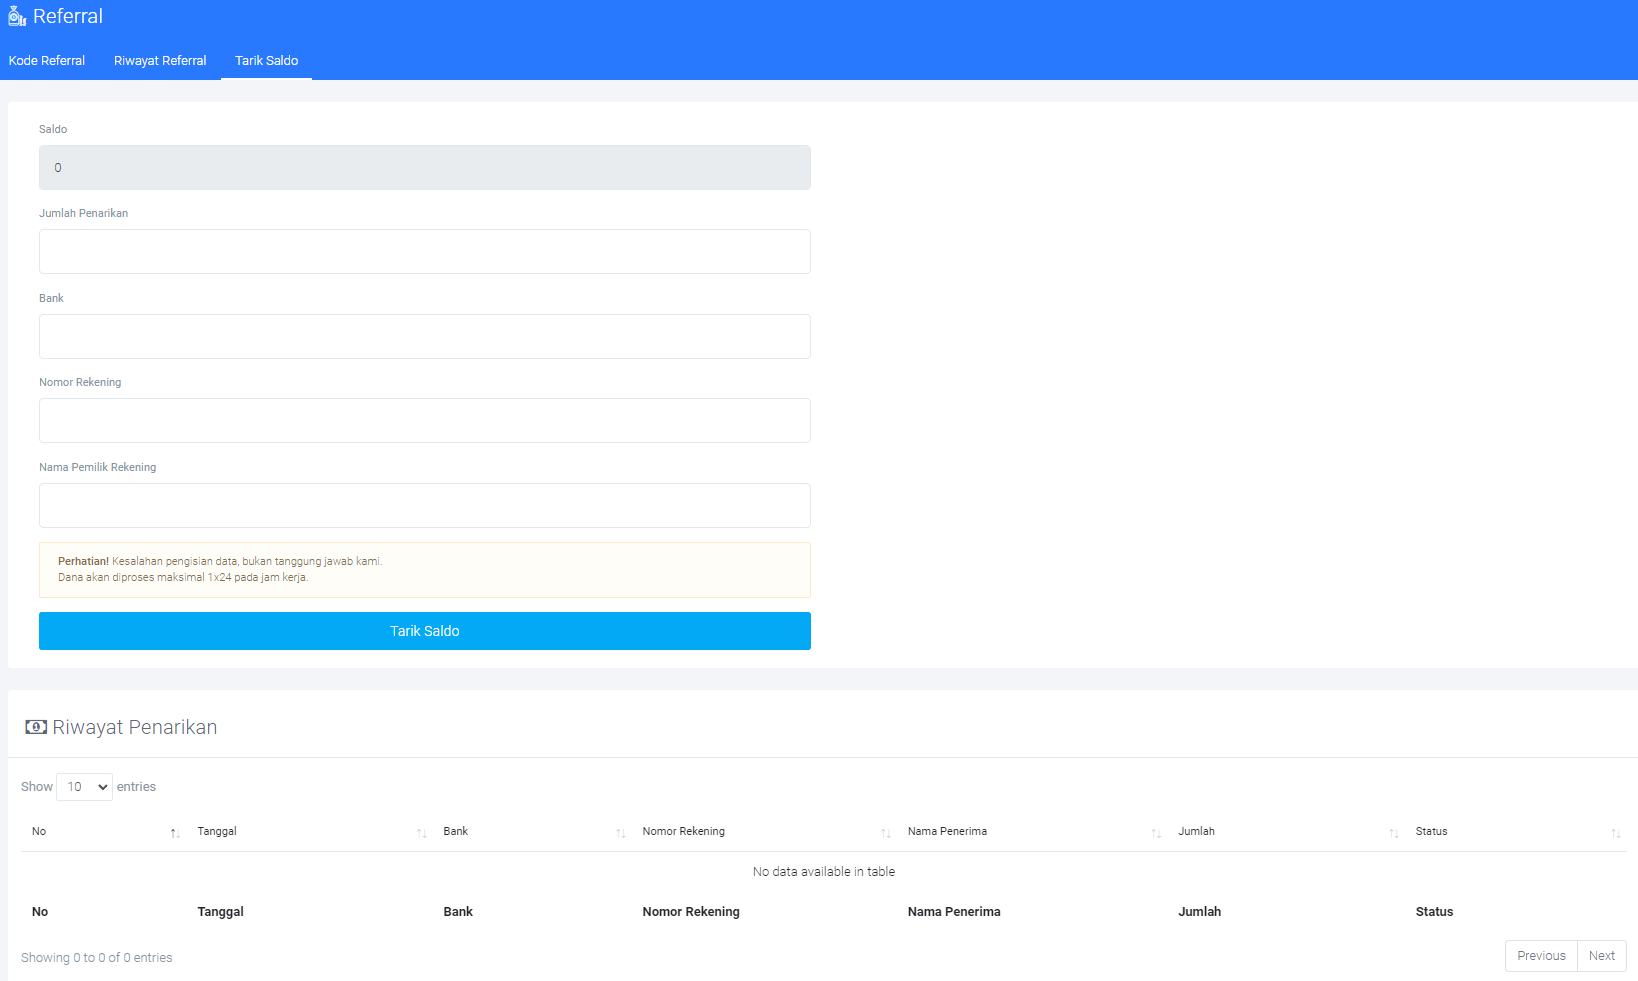 Referral
Kode Referral Riwayat Referral Tarik Saldo
Saldo
0
Jumlah Penarikan
Bank
Nomor Rekening
Nama Pemilik Rekening
Perhatian! Kesalahan pengisian data, bukan tanggung jawab kami.
Dana akan diproses maksimal 1x24 pada jam kerja.
Tarik Saldo
Riwayat Penarikan
Show 10 entries
No Tanggal Bank Nomor Rekening Nama Penerima Jumlah Status
No data available in table
No Tanggal Bank Nomor Rekening Nama Penerima Jumlah Status
Showing 0 to 0 of 0 entries
Previous Next